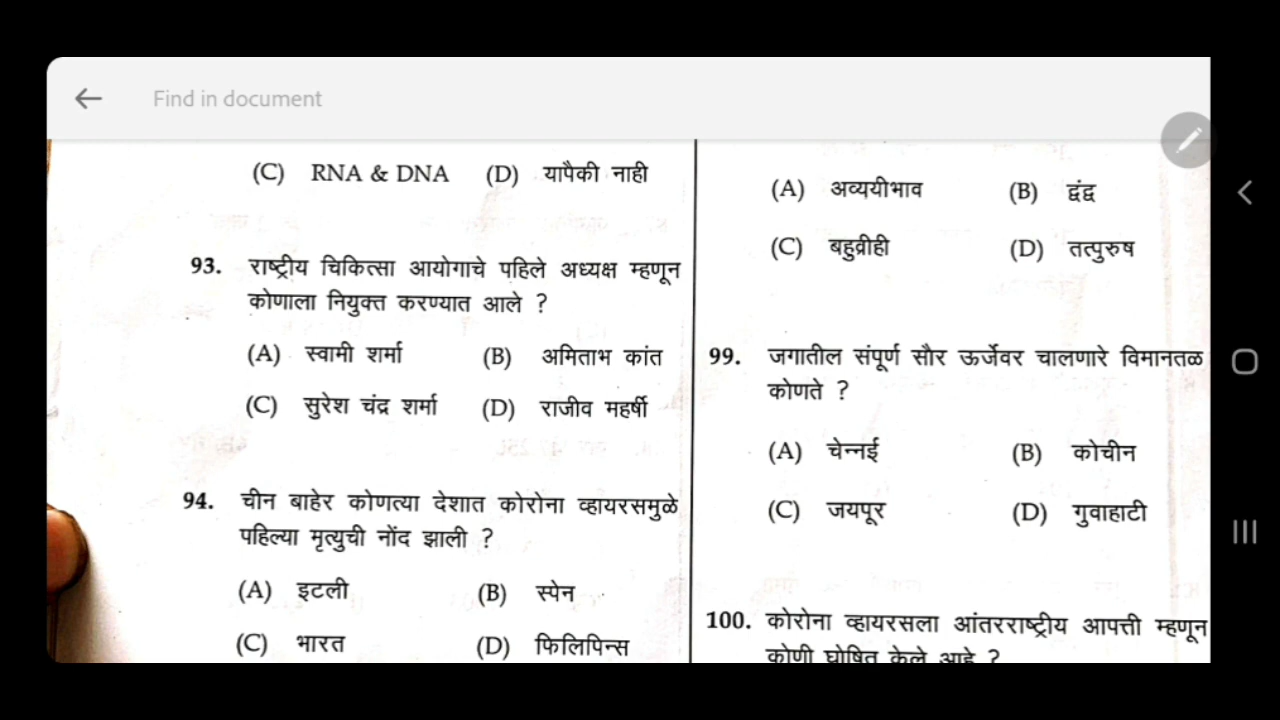 Find in document
(C) RNA & DNA (D) यापैकी नाही
93. राष्ट्रीय चिकित्सा आयोगाचे पहिले अध्यक्ष म्हणून
कोणाला नियुक्त करण्यात आले ?
(A) स्वामी शर्मा (B) अमिताभ कांत
(C) सुरेश चंद्र शर्मा (D) राजीव महर्षी
94. चीन बाहेर कोणत्या देशात कोरोना व्हायरसमुळे
पहिल्या मृत्युची नोंद झाली ?
(A) इटली (B) स्पेन
(C) भारत (D) फिलिपिन्स
(A) अव्ययीभाव (B) द्वंद्व
(C) बहुव्रीही (D) तत्पुरुष
99. जगातील संपूर्ण सौर ऊर्जेवर चालणारे विमानतळ
कोणते ?
(A) चेन्नई (B) कोचीन
(C) जयपूर (D) गुवाहाटी
100. कोरोना व्हायरसला आंतरराष्ट्रीय आपत्ती म्हणून
कोणी घोषित केले आहे ?